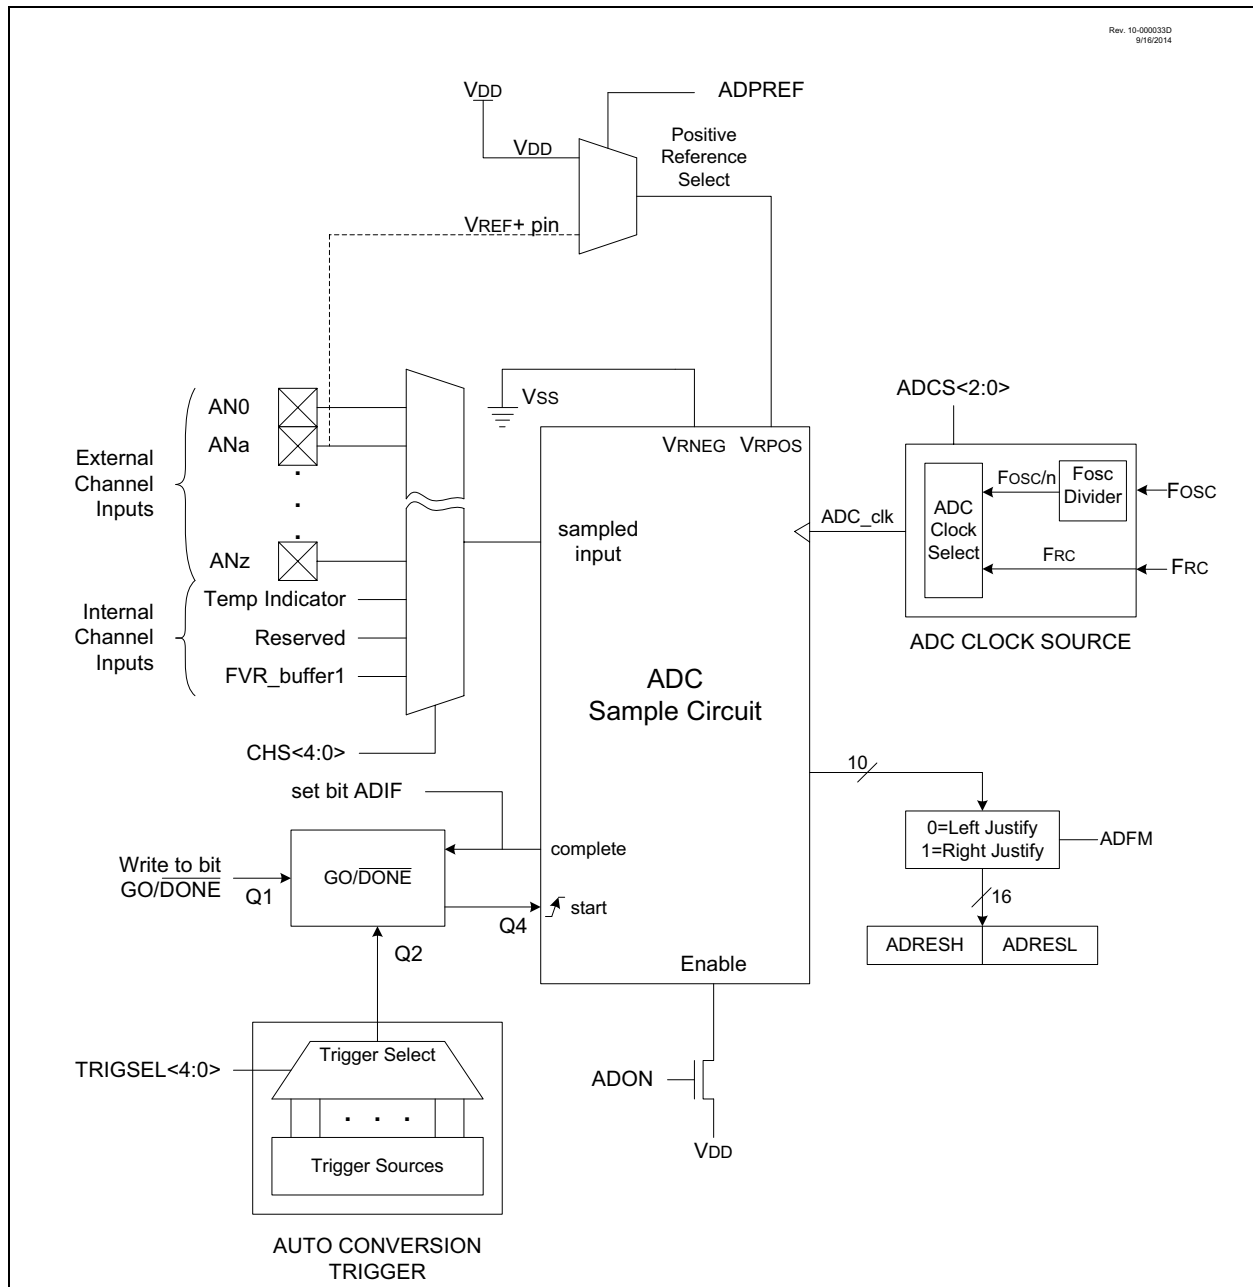 Rev. 10-000033D
9/16/2014
VDD
ADPREF
VDD
Positive
Reference
Select
VREF+ pin
External
Channel
Inputs
AN0
ANa
ANz
Internal
Channel
Inputs
Temp Indicator
Reserved
FVR_buffer1
CHS<4:0>
VSS
VRNEG
VRPOS
sampled
input
ADC_clk
ADC
Sample Circuit
ADCS<2:0>
ADC
Clock
Select
FOSC/n
Fosc
Divider
FOSC
FRC
FRC
ADC CLOCK SOURCE
set bit ADIF
complete
Write to bit
GO/DONE
Q1
GO/DONE
Q4
start
Q2
Enable
10
0=Left Justify
1=Right Justify
ADFM
16
ADRESH
ADRESL
TRIGSEL<4:0>
Trigger Select
. . .
Trigger Sources
AUTO CONVERSION
TRIGGER
ADON
VDD